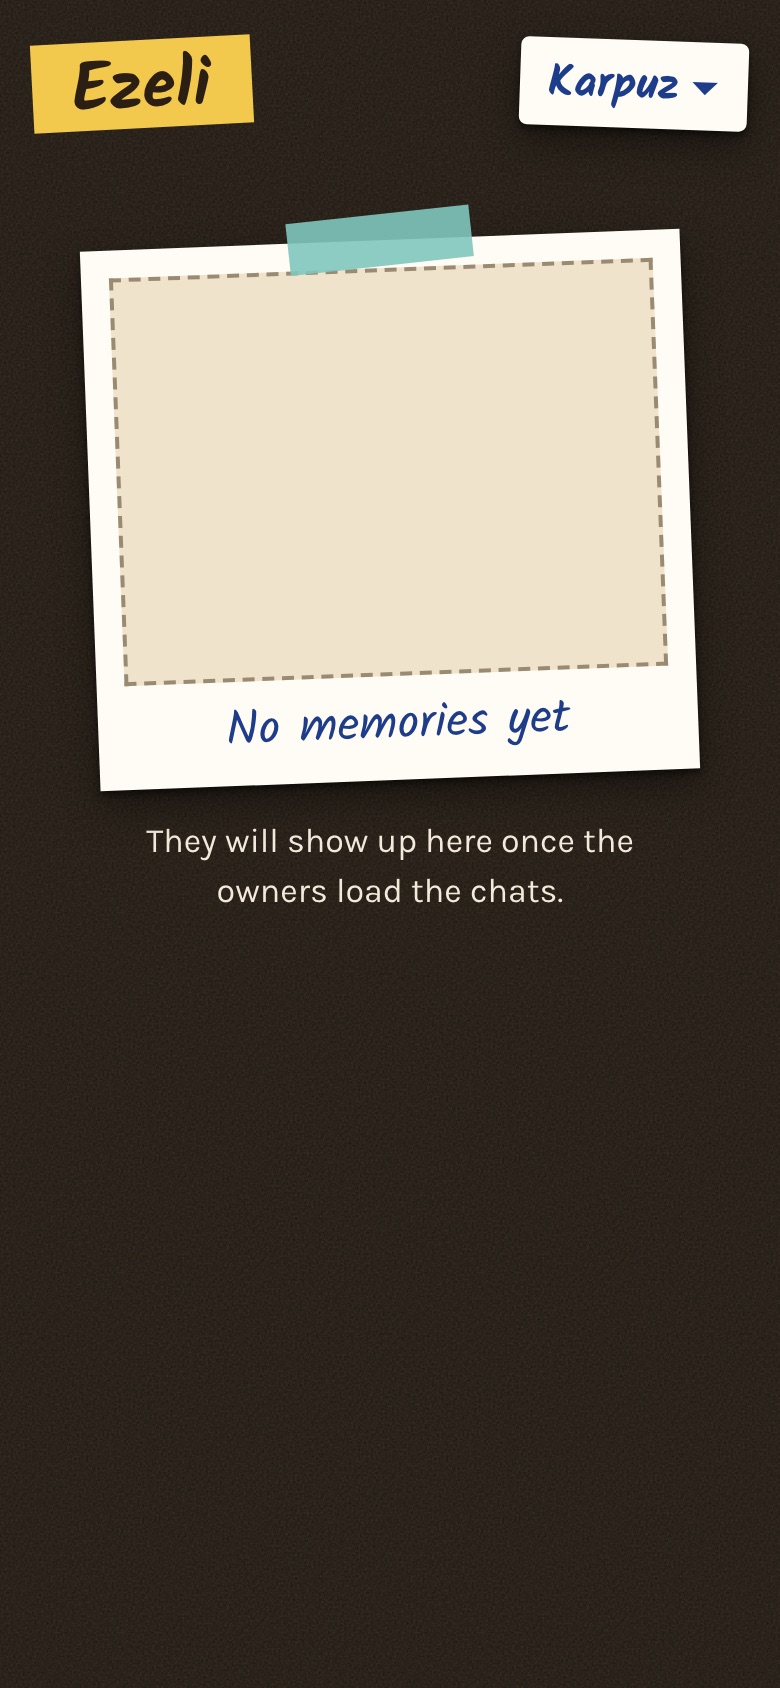 Ezeli
Karpuz
No memories yet
They will show up here once the
owners load the chats.